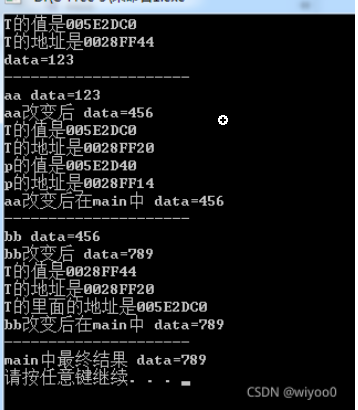 T的值是005E2DC0
T的地址是0028FF44
data=123
--------------------
aa data=123
aa改变后 data=456
T的值是005E2DC0
T的地址是0028FF20
p的值是005E2D40
p的地址是0028FF14
aa改变后在main中 data=456
--------------------
bb data=456
bb改变后 data=789
T的值是0028FF44
T的地址是0028FF20
T的里面的地址是005E2DC0
bb改变后在main中 data=789
--------------------
main中最终结果 data=789
请按任意键继续. . .
CSDN @wiyoo0